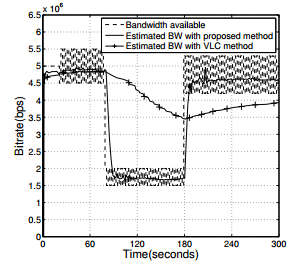 x 10⁶
6.5
6
5.5
5
4.5
4
3.5
3
2.5
2
1.5
1
0.5
0
Bitrate(bps)
Bandwidth available
Estimated BW with proposed method
Estimated BW with VLC method
0 60 120 180 240 300
Time(seconds)